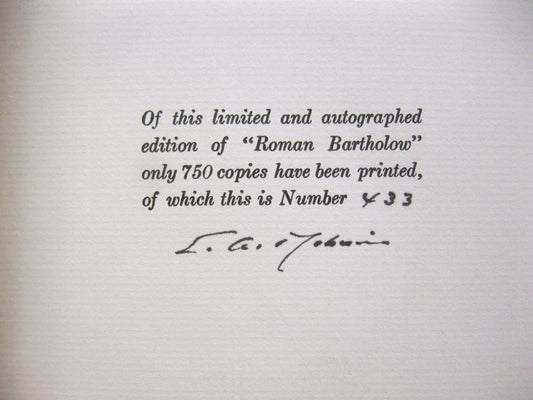 Of this limited and autographed
edition of "Roman Bartholow"
only 750 copies have been printed,
of which this is Number 433
E. A. Robinson